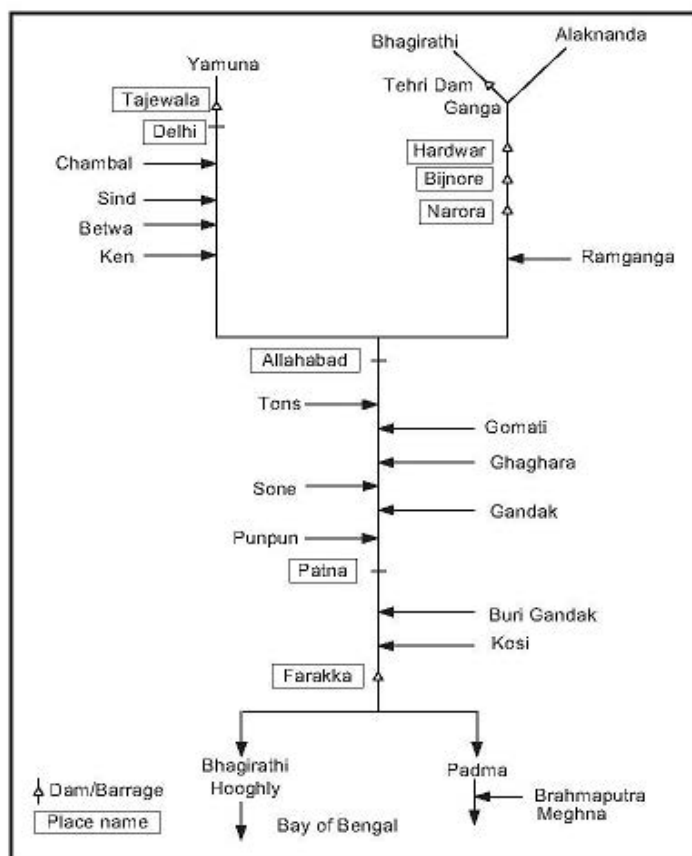 Bhagirathi
Alaknanda
Yamuna
Tehri Dam
Ganga
Tajewala
Delhi
Hardwar
Chambal
Bijnore
Sind
Narora
Betwa
Ken
Ramganga
Allahabad
Tons
Gomati
Ghaghara
Sone
Gandak
Punpun
Patna
Buri Gandak
Kosi
Farakka
Bhagirathi
Hooghly
Padma
Dam/Barrage
Brahmaputra
Meghna
Place name
Bay of Bengal